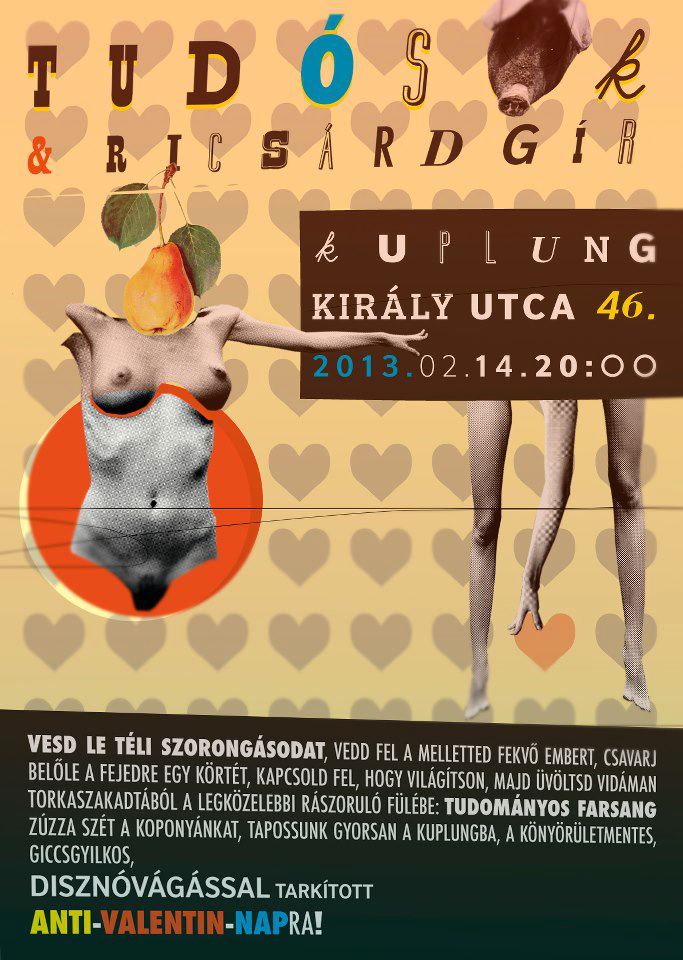 TUDÓSOK
& RICSÁRDGÍR
KUPLUNG
KIRÁLY UTCA 46.
2013.02.14.20:00
VESD LE TÉLI SZORONGÁSODAT, VEDD FEL A MELLETTED FEKVŐ EMBERT, CSAVARJ
BELŐLE A FEJEDRE EGY KÖRTÉT, KAPCSOLD FEL, HOGY VILÁGÍTSON, MAJD ÜVÖLTSD VIDÁMAN
TORKASZAKADTÁBÓL A LEGKÖZELEBBI RÁSZORULÓ FÜLÉBE: TUDOMÁNYOS FARSANG
ZÚZZA SZÉT A KOPONYÁNKAT, TAPOSSUNK GYORSAN A KUPLUNGBA, A KÖNYÖRÜLETMENTES,
GICCSGYILKOS,
DISZNÓVÁGÁSSAL TARKÍTOTT
ANTI-VALENTIN-NAPRA!